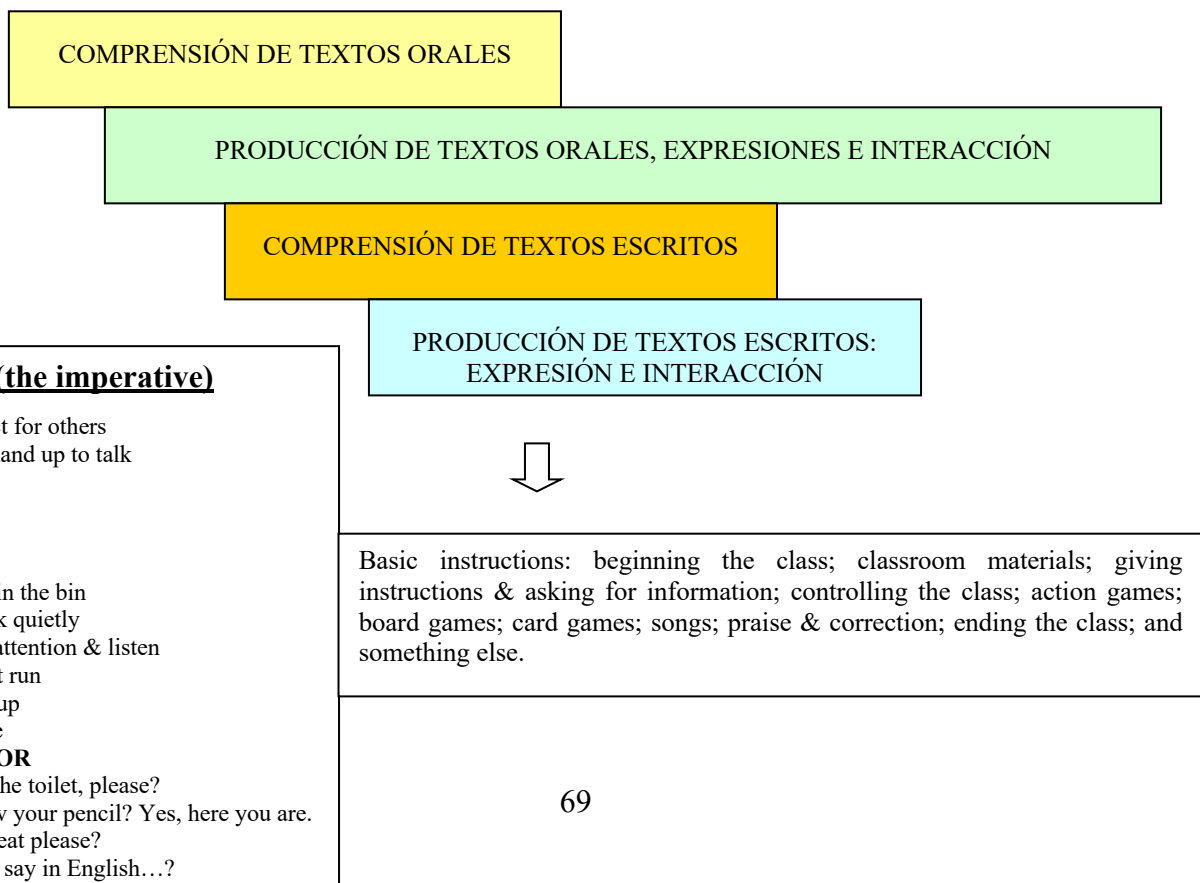 COMPRENSIÓN DE TEXTOS ORALES
PRODUCCIÓN DE TEXTOS ORALES, EXPRESIONES E INTERACCIÓN
COMPRENSIÓN DE TEXTOS ESCRITOS
PRODUCCIÓN DE TEXTOS ESCRITOS:
EXPRESIÓN E INTERACCIÓN
(the imperative)
for others
up to talk
in the bin
quietly
attention & listen
run
up
OR
the toilet, please?
your pencil? Yes, here you are.
please?
say in English…?
Basic instructions: beginning the class; classroom materials; giving
instructions & asking for information; controlling the class; action games;
board games; card games; songs; praise & correction; ending the class; and
something else.
69